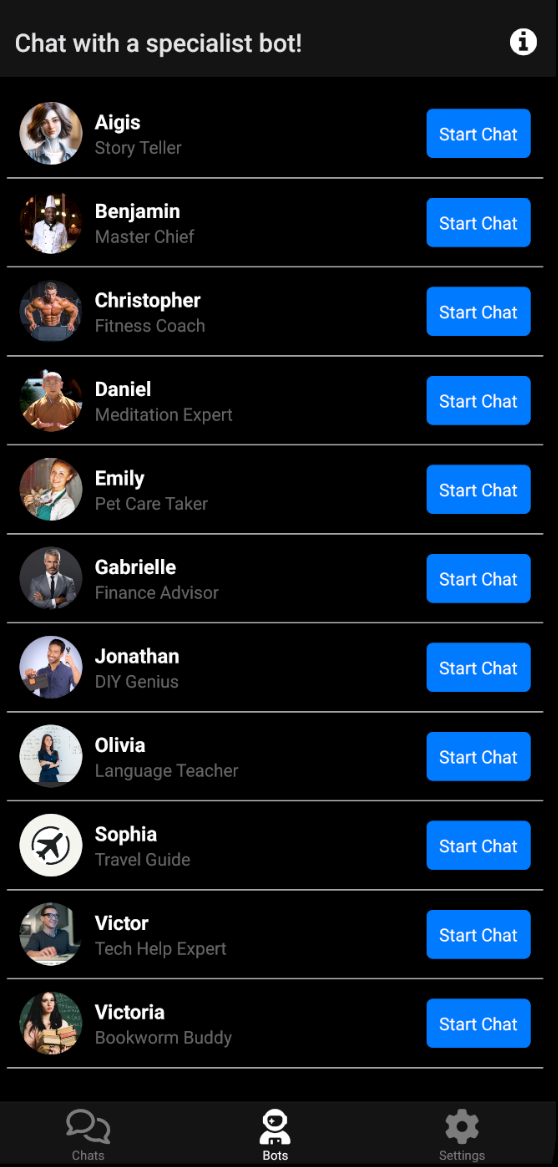 Chat with a specialist bot!
Aigis
Story Teller
Start Chat
Benjamin
Master Chief
Start Chat
Christopher
Fitness Coach
Start Chat
Daniel
Meditation Expert
Start Chat
Emily
Pet Care Taker
Start Chat
Gabrielle
Finance Advisor
Start Chat
Jonathan
DIY Genius
Start Chat
Olivia
Language Teacher
Start Chat
Sophia
Travel Guide
Start Chat
Victor
Tech Help Expert
Start Chat
Victoria
Bookworm Buddy
Start Chat
Chats
Bots
Settings